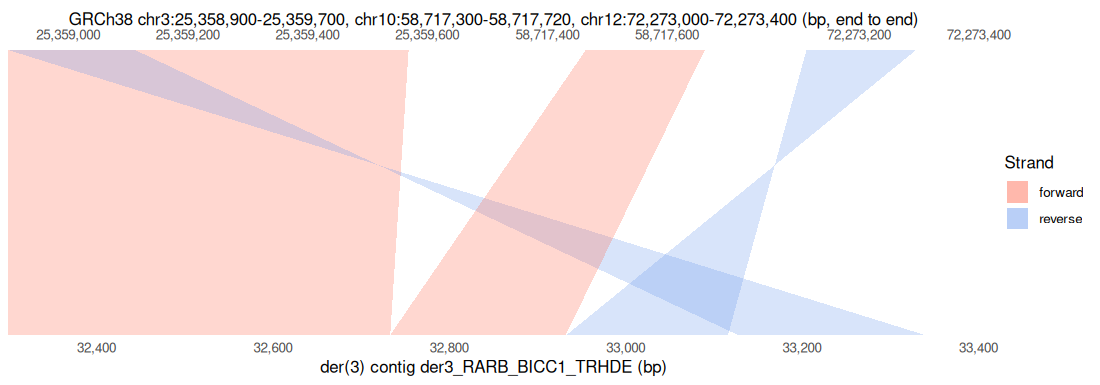 GRCh38 chr3:25,358,900-25,359,700, chr10:58,717,300-58,717,720, chr12:72,273,000-72,273,400 (bp, end to end)
25,359,000 25,359,200 25,359,400 25,359,600 58,717,400 58,717,600 72,273,200 72,273,400
Strand
forward
reverse
32,400 32,600 32,800 33,000 33,200 33,400
der(3) contig der3_RARB_BICC1_TRHDE (bp)